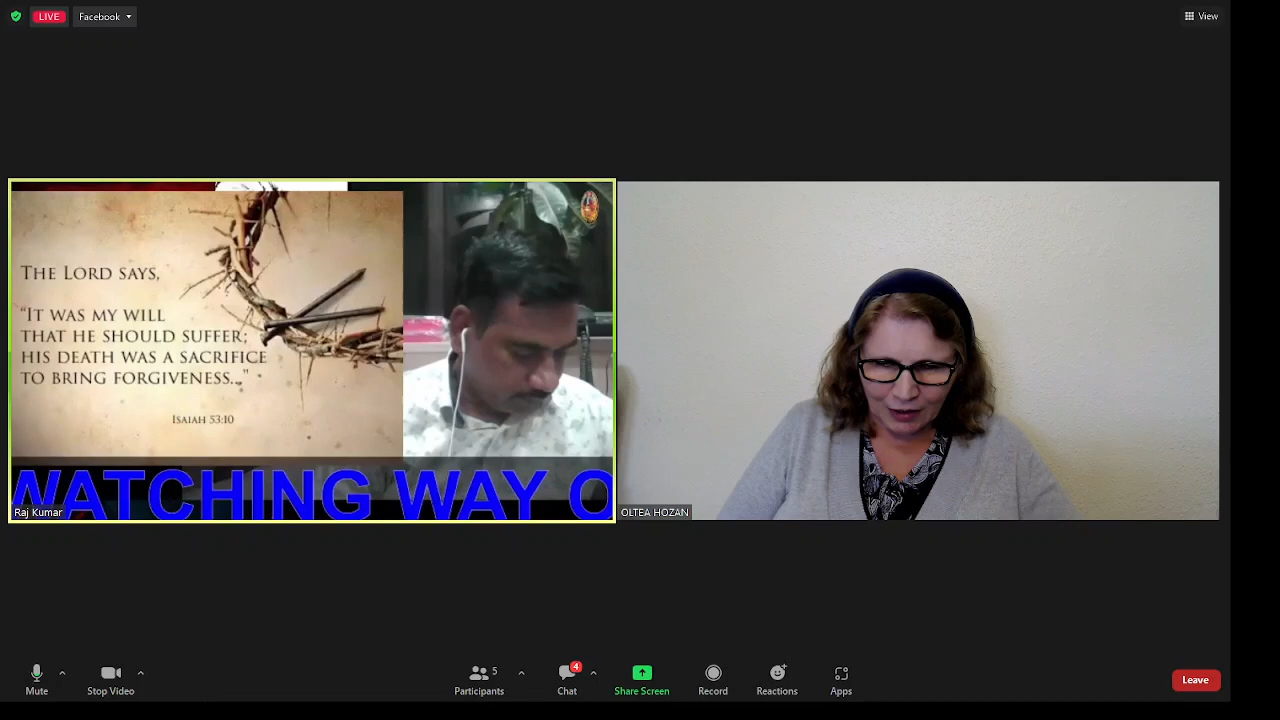 LIVE
Facebook
View
THE LORD SAYS,
"IT WAS MY WILL
THAT HE SHOULD SUFFER;
HIS DEATH WAS A SACRIFICE
TO BRING FORGIVENESS..."
ISAIAH 53:10
WATCHING WAY O
Raj Kumar
OLTEA HOZAN
5
4
Mute
Stop Video
Participants
Chat
Share Screen
Record
Reactions
Apps
Leave